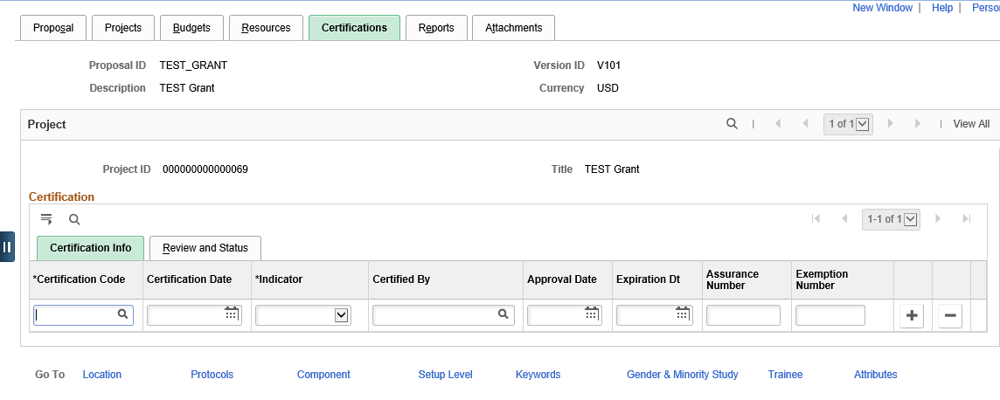 New Window | Help |
Proposal Projects Budgets Resources Certifications Reports Attachments
Proposal ID TEST_GRANT Version ID V101
Description TEST Grant Currency USD
Project 1 of 1 | View All
Project ID 000000000000069 Title TEST Grant
Certification
1-1 of 1
Certification Info Review and Status
*Certification Code Certification Date *Indicator Certified By Approval Date Expiration Dt Assurance Number Exemption Number
Go To Location Protocols Component Setup Level Keywords Gender & Minority Study Trainee Attributes